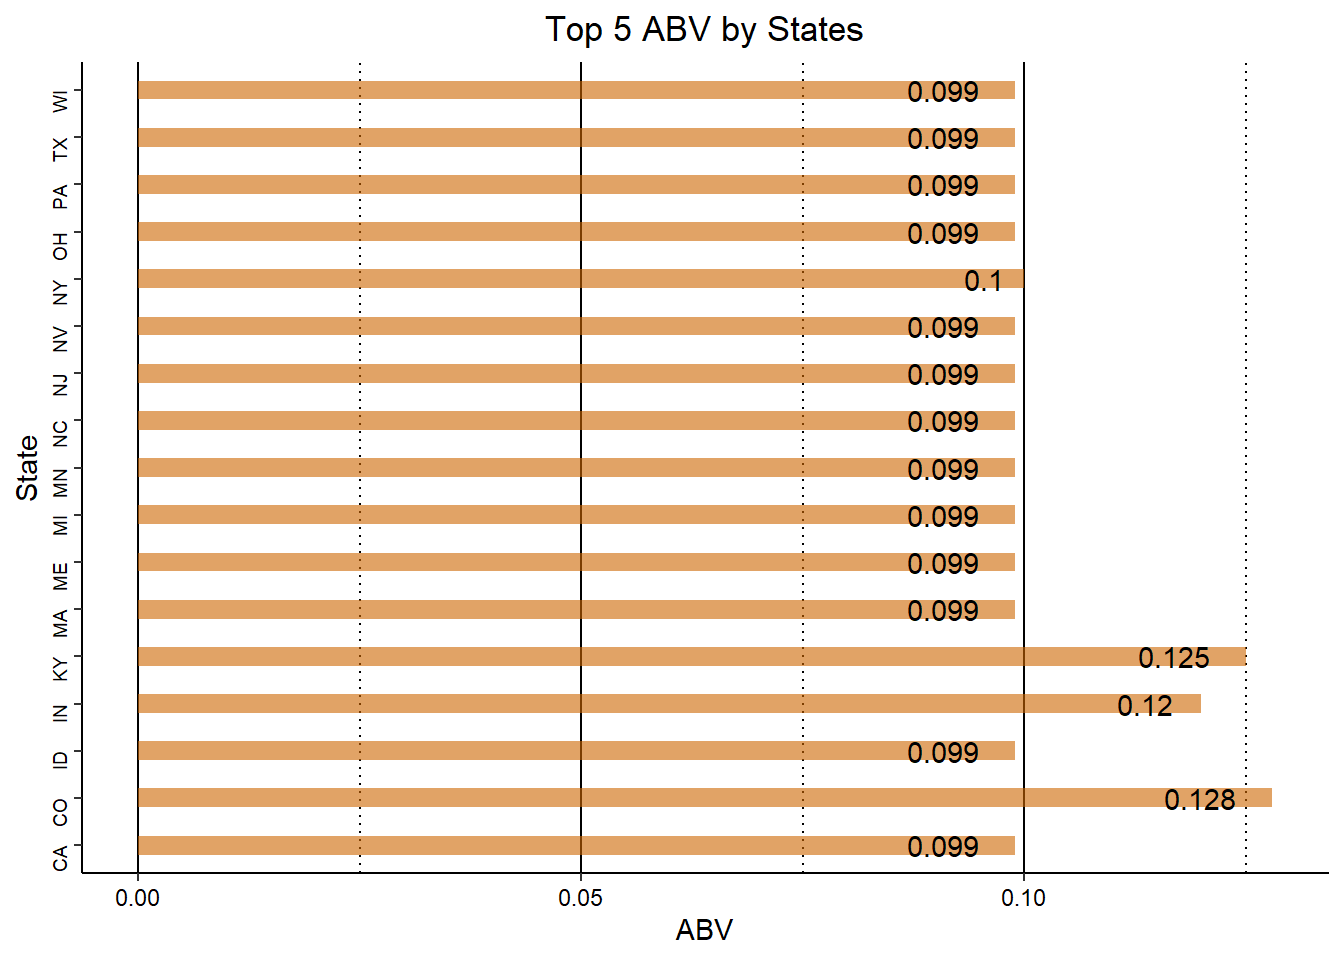 Top 5 ABV by States
WI 0.099
TX 0.099
PA 0.099
OH 0.099
NY 0.1
NV 0.099
NJ 0.099
NC 0.099
MN 0.099
MI 0.099
ME 0.099
MA 0.099
KY 0.125
IN 0.12
ID 0.099
CO 0.128
CA 0.099
State
0.00 0.05 0.10
ABV